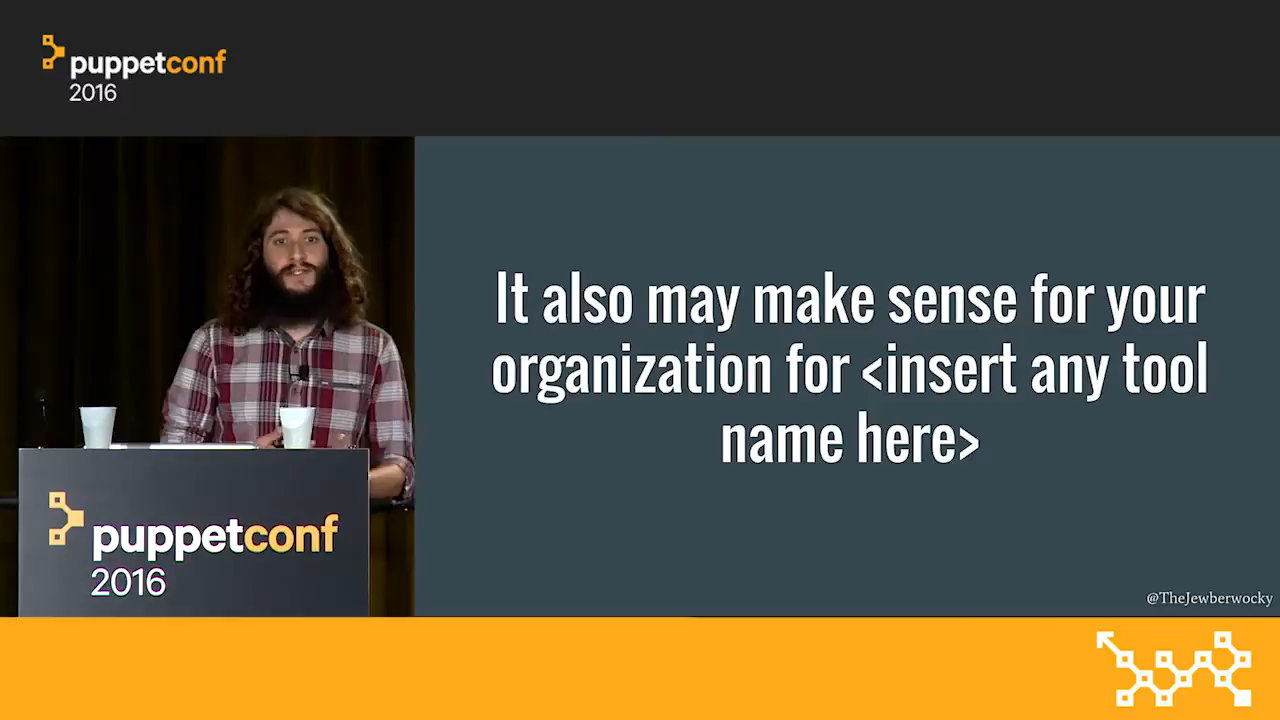 puppetconf
2016
It also may make sense for your
organization for <insert any tool
name here>
puppetconf
2016
@TheJewberwocky